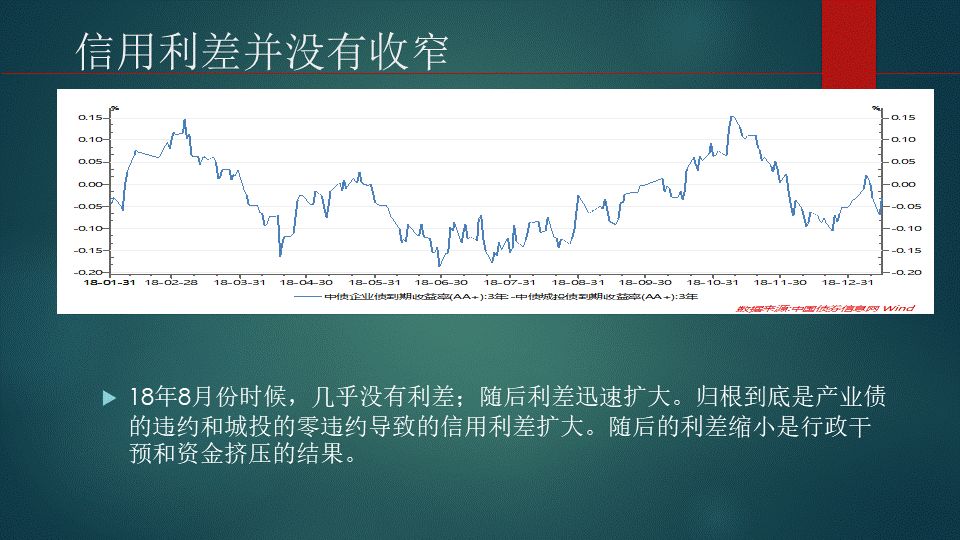 信用利差并没有收窄
% %
0.15 0.15
0.10 0.10
0.05 0.05
0.00 0.00
-0.05 -0.05
-0.10 -0.10
-0.15 -0.15
-0.20 -0.20
18-01-31 18-02-28 18-03-31 18-04-30 18-05-31 18-06-30 18-07-31 18-08-31 18-09-30 18-10-31 18-11-30 18-12-31
中债企业债到期收益率(AA+):3年:-中债城投债到期收益率(AA+):3年
数据来源:中国债券信息网 Wind
18年8月份时候，几乎没有利差；随后利差迅速扩大。归根到底是产业债
的违约和城投的零违约导致的信用利差扩大。随后的利差缩小是行政干
预和资金挤压的结果。